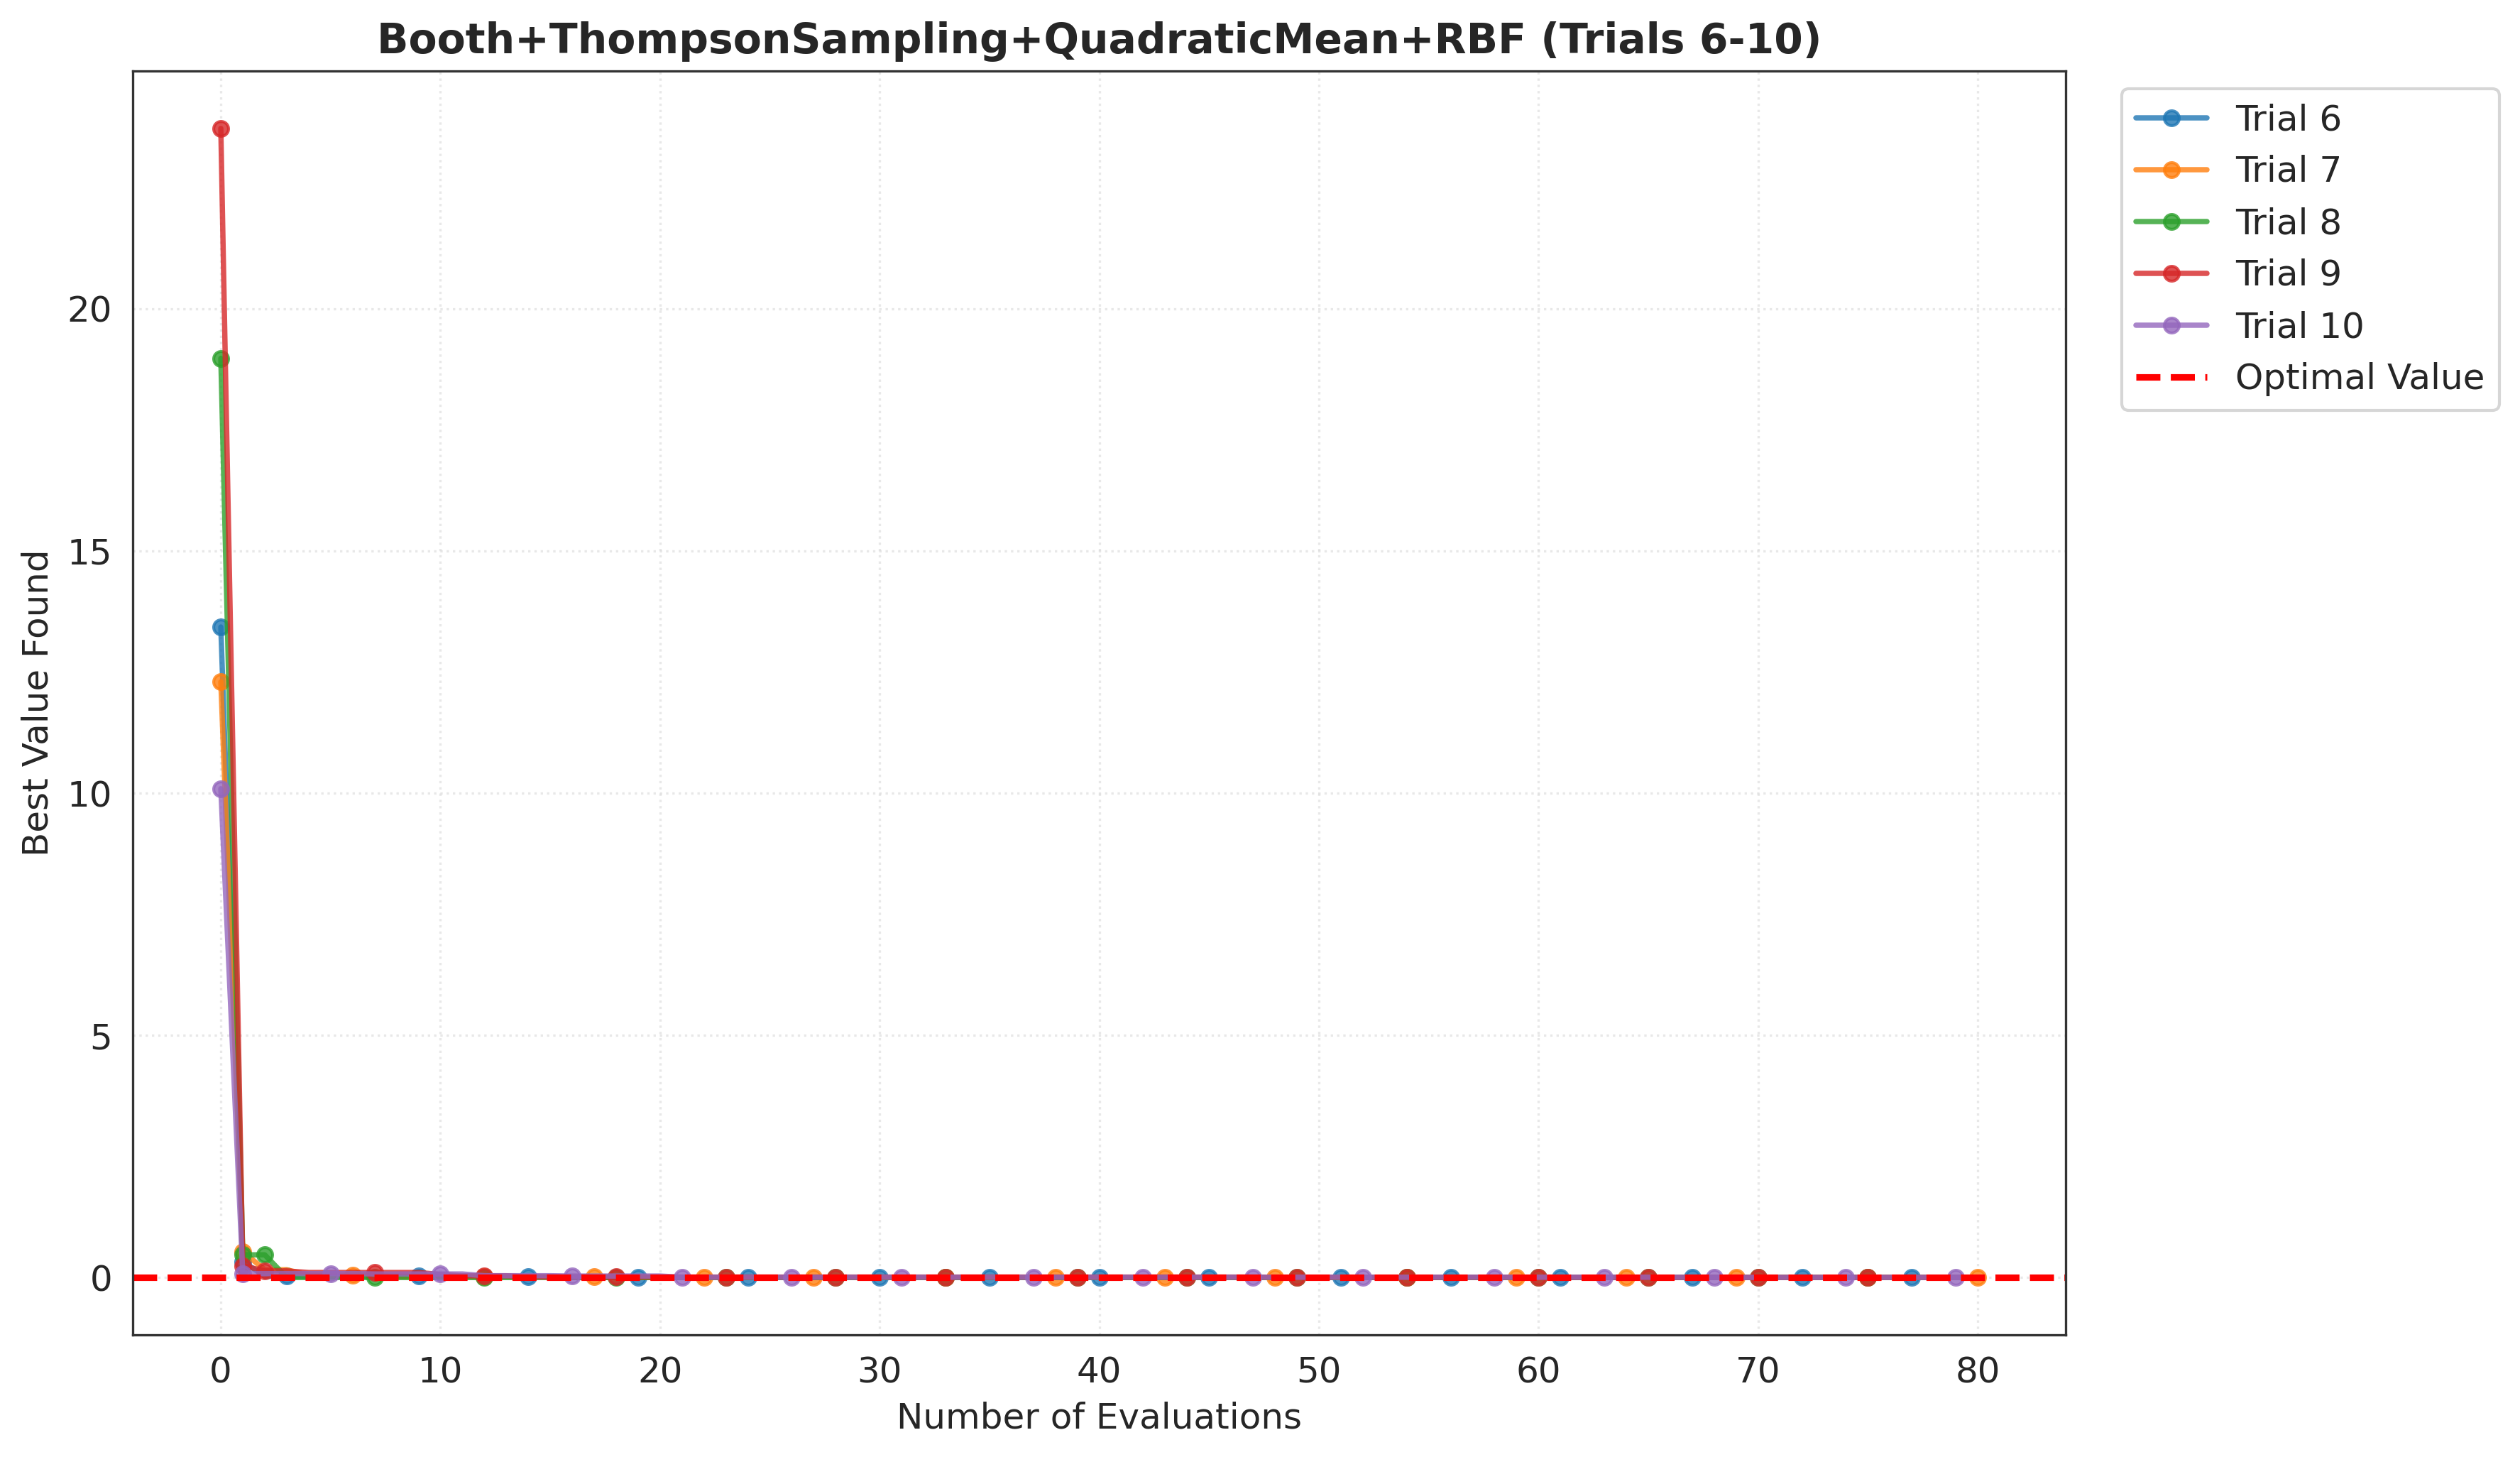 Booth+ThompsonSampling+QuadraticMean+RBF (Trials 6-10)
Best Value Found
20
15
10
5
0
0 10 20 30 40 50 60 70 80
Number of Evaluations
Trial 6
Trial 7
Trial 8
Trial 9
Trial 10
Optimal Value